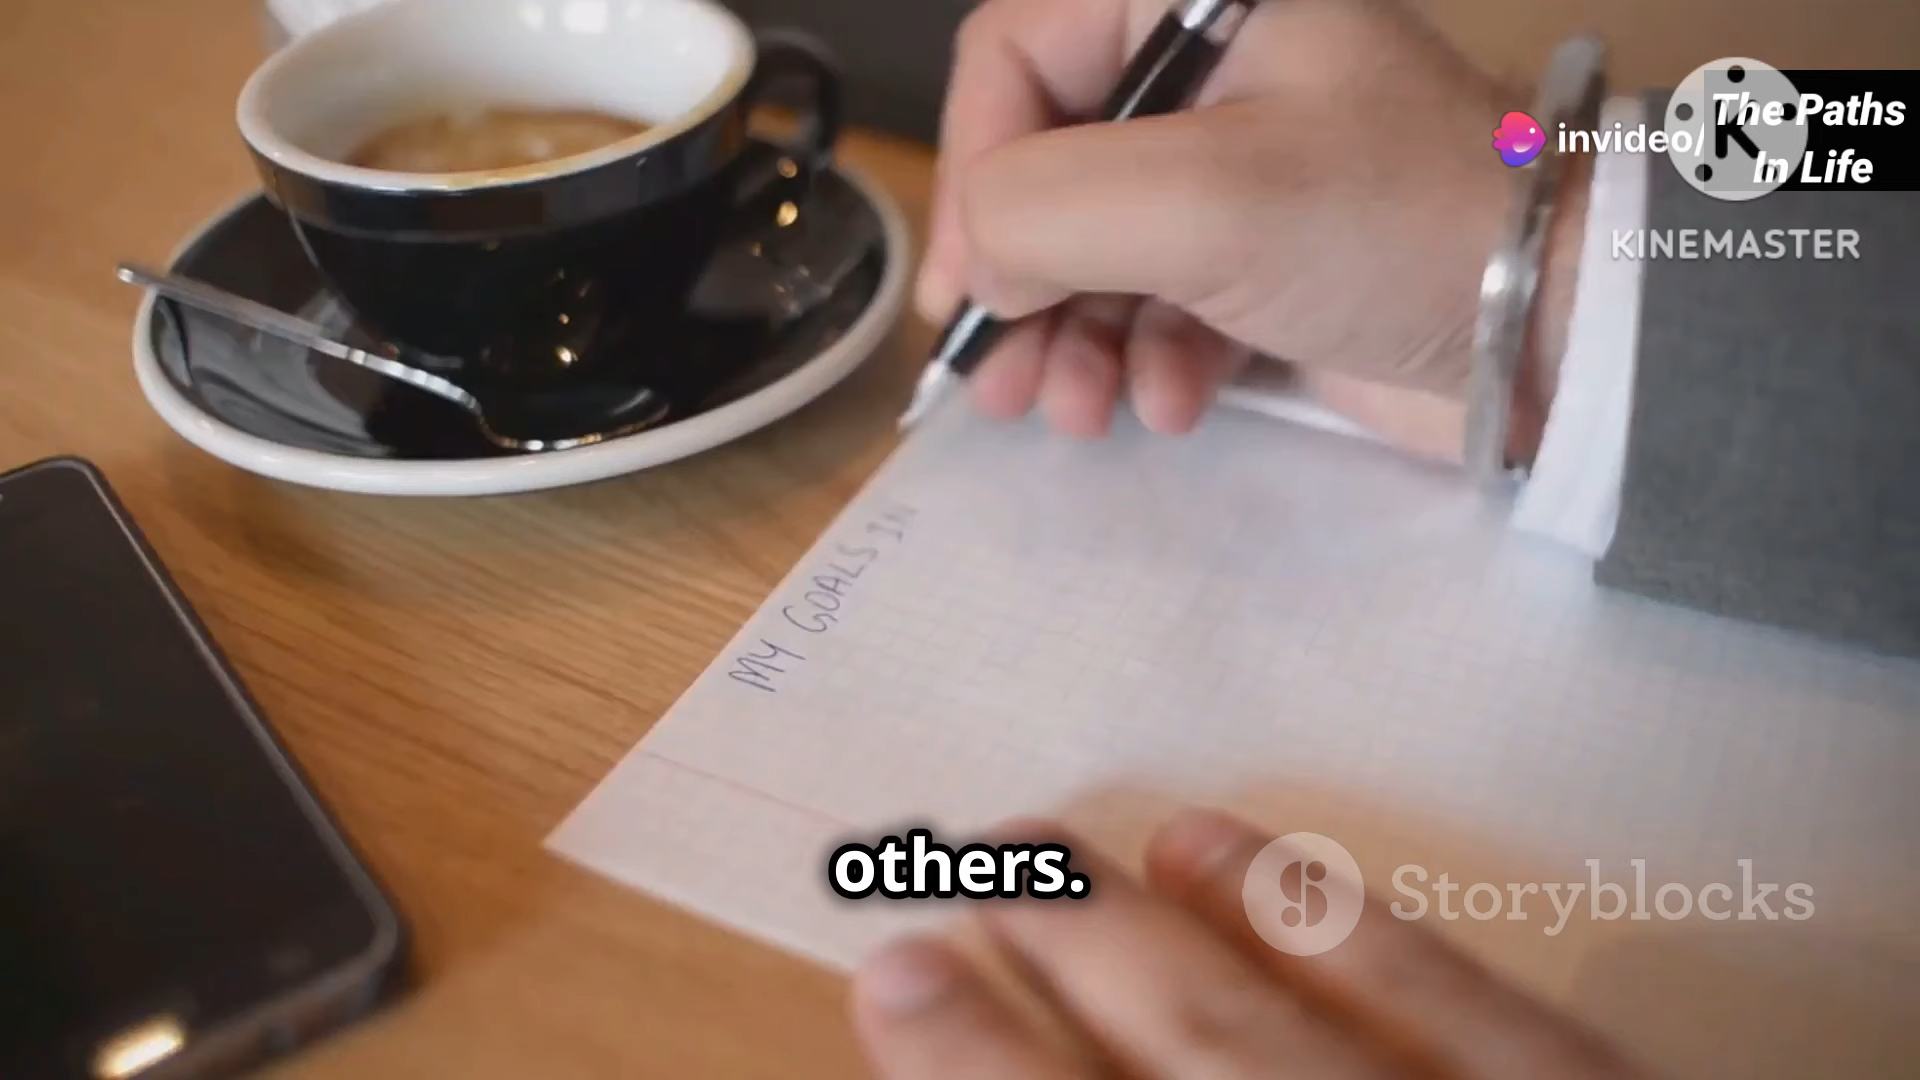 The Paths
In Life
invideo/
K
KINEMASTER
MY GOALS IN
others.
Storyblocks